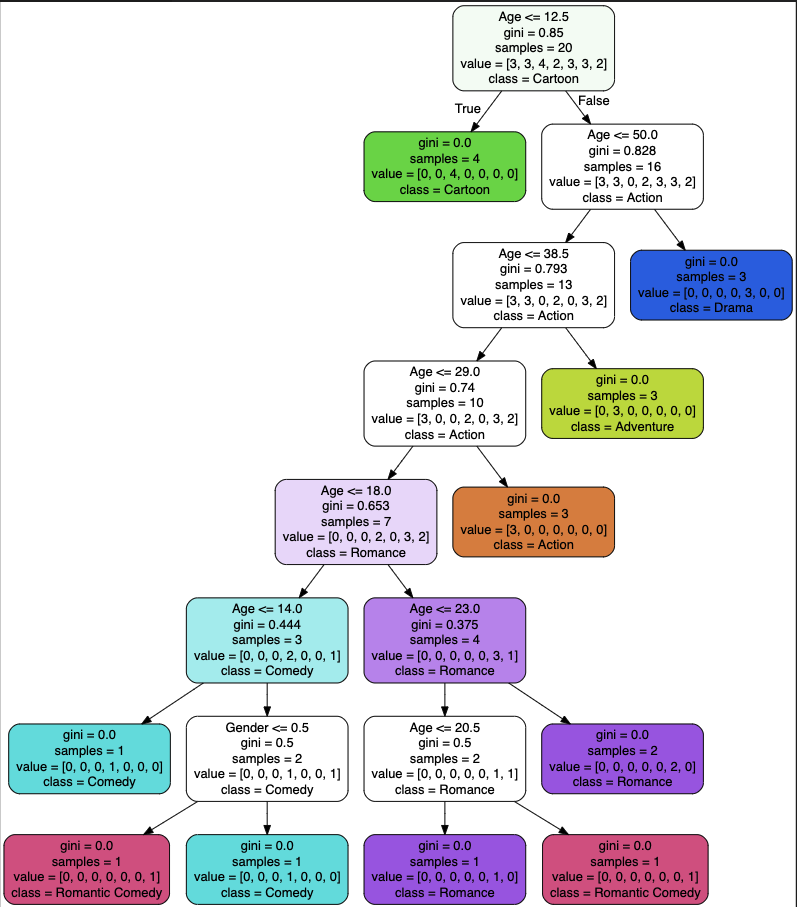 Age <= 12.5
gini = 0.85
samples = 20
value = [3, 3, 4, 2, 3, 3, 2]
class = Cartoon
True
False
gini = 0.0
samples = 4
value = [0, 0, 4, 0, 0, 0, 0]
class = Cartoon
Age <= 50.0
gini = 0.828
samples = 16
value = [3, 3, 0, 2, 3, 3, 2]
class = Action
Age <= 38.5
gini = 0.793
samples = 13
value = [3, 3, 0, 2, 0, 3, 2]
class = Action
gini = 0.0
samples = 3
value = [0, 0, 0, 0, 3, 0, 0]
class = Drama
Age <= 29.0
gini = 0.74
samples = 10
value = [3, 0, 0, 2, 0, 3, 2]
class = Action
gini = 0.0
samples = 3
value = [0, 3, 0, 0, 0, 0, 0]
class = Adventure
Age <= 18.0
gini = 0.653
samples = 7
value = [0, 0, 0, 2, 0, 3, 2]
class = Romance
gini = 0.0
samples = 3
value = [3, 0, 0, 0, 0, 0, 0]
class = Action
Age <= 14.0
gini = 0.444
samples = 3
value = [0, 0, 0, 2, 0, 0, 1]
class = Comedy
Age <= 23.0
gini = 0.375
samples = 4
value = [0, 0, 0, 0, 0, 3, 1]
class = Romance
gini = 0.0
samples = 1
value = [0, 0, 0, 1, 0, 0, 0]
class = Comedy
Gender <= 0.5
gini = 0.5
samples = 2
value = [0, 0, 0, 1, 0, 0, 1]
class = Comedy
Age <= 20.5
gini = 0.5
samples = 2
value = [0, 0, 0, 0, 0, 1, 1]
class = Romance
gini = 0.0
samples = 2
value = [0, 0, 0, 0, 0, 2, 0]
class = Romance
gini = 0.0
samples = 1
value = [0, 0, 0, 0, 0, 0, 1]
class = Romantic Comedy
gini = 0.0
samples = 1
value = [0, 0, 0, 1, 0, 0, 0]
class = Comedy
gini = 0.0
samples = 1
value = [0, 0, 0, 0, 0, 1, 0]
class = Romance
gini = 0.0
samples = 1
value = [0, 0, 0, 0, 0, 0, 1]
class = Romantic Comedy